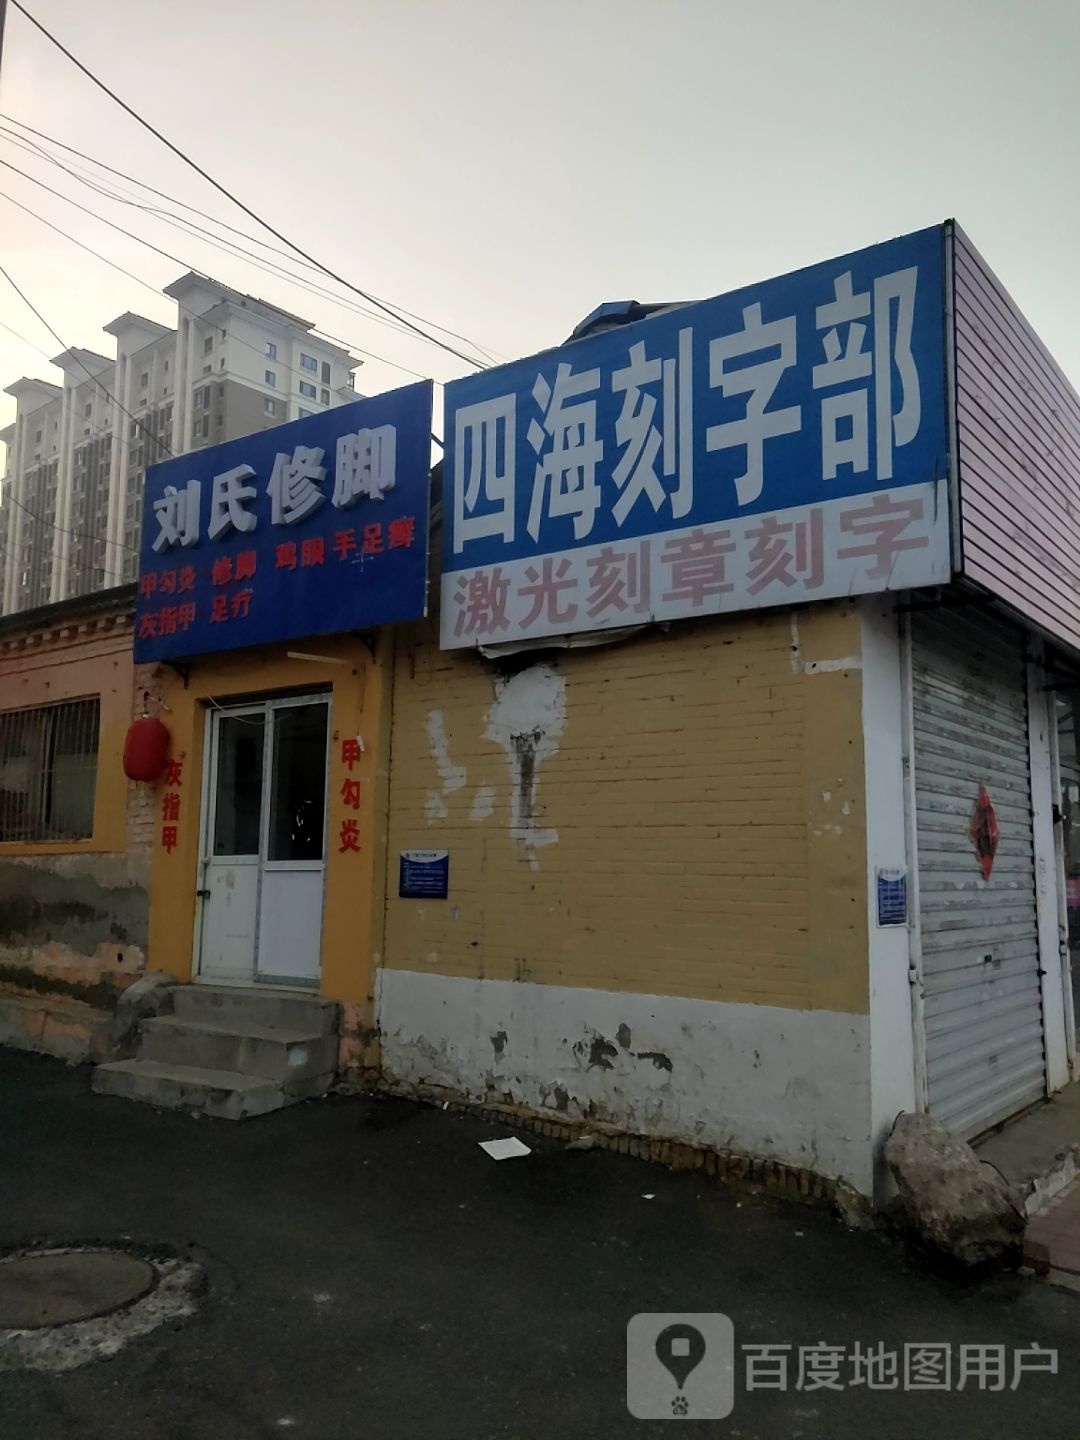 刘氏修脚
甲勾炎 修脚 鸡眼 手足癣
灰指甲 足疗
四海刻字部
激光刻章刻字
灰指甲
甲勾炎
百度地图用户